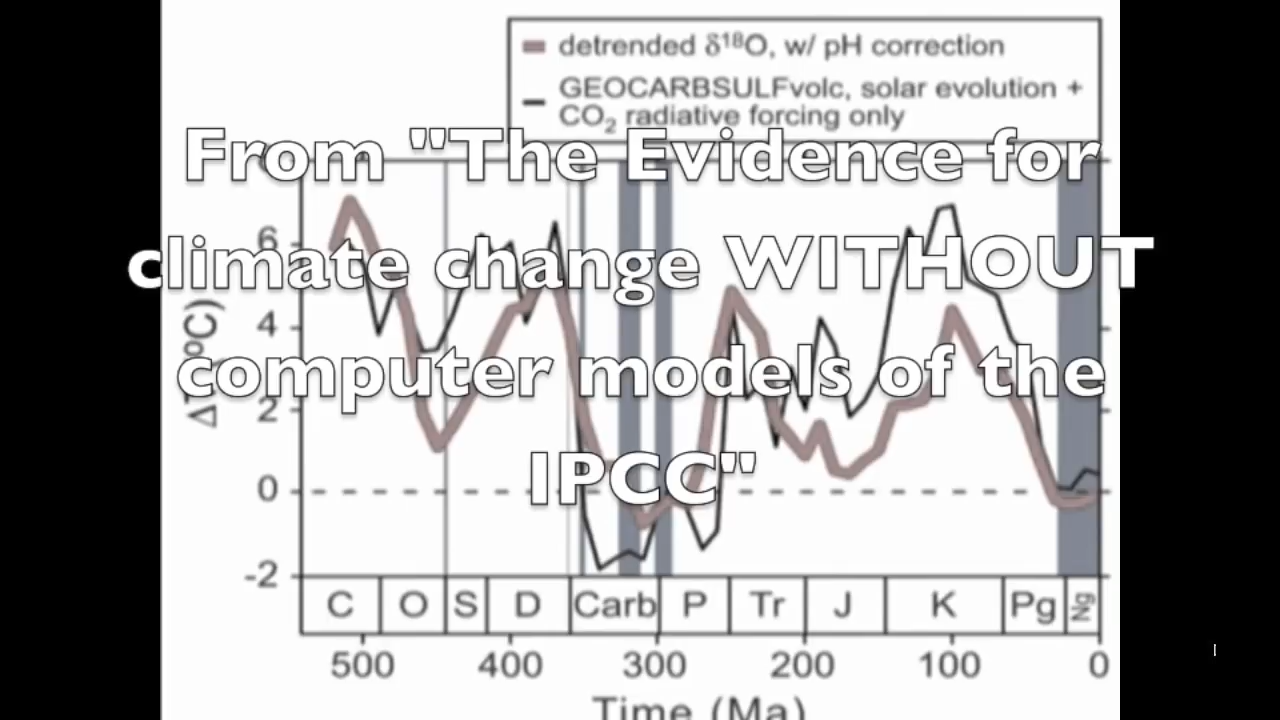 detrended δ¹⁸O, w/ pH correction
GEOCARBSULFvolc, solar evolution +
CO₂ radiative forcing only
From "The Evidence for
climate change WITHOUT
computer models of the
IPCC"
6
4
2
0
-2
C O S D Carb P Tr J K Pg Ng
500 400 300 200 100 0
Time (Ma)